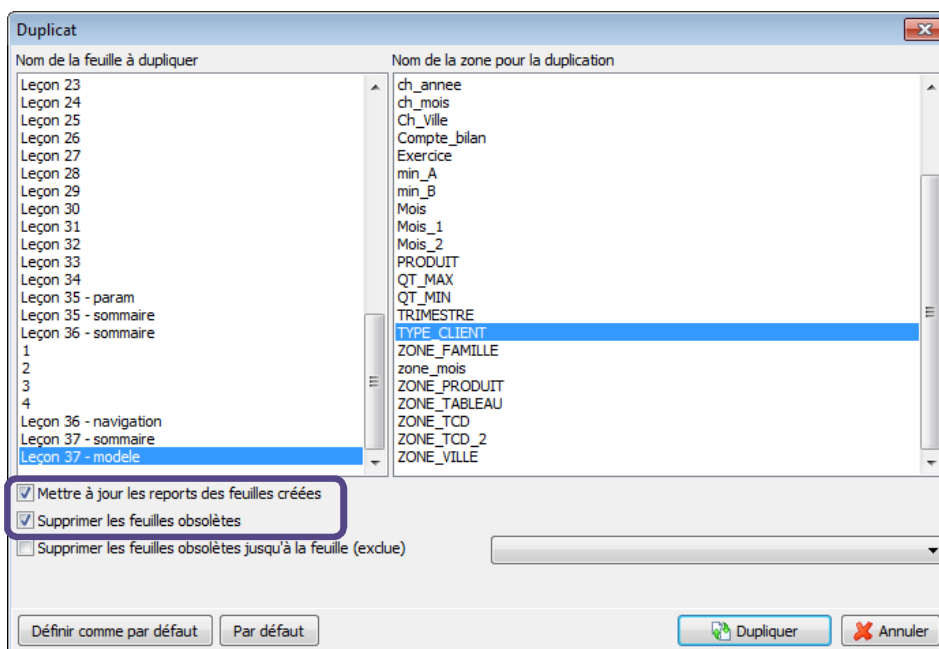 Duplicat
Nom de la feuille à dupliquer
Leçon 23
Leçon 24
Leçon 25
Leçon 26
Leçon 27
Leçon 28
Leçon 29
Leçon 30
Leçon 31
Leçon 32
Leçon 33
Leçon 34
Leçon 35 - param
Leçon 35 - sommaire
Leçon 36 - sommaire
1
2
3
4
Leçon 36 - navigation
Leçon 37 - sommaire
Leçon 37 - modele
Nom de la zone pour la duplication
ch_annee
ch_mois
Ch_Ville
Compte_bilan
Exercice
min_A
min_B
Mois
Mois_1
Mois_2
PRODUIT
QT_MAX
QT_MIN
TRIMESTRE
TYPE_CLIENT
ZONE_FAMILLE
zone_mois
ZONE_PRODUIT
ZONE_TABLEAU
ZONE_TCD
ZONE_TCD_2
ZONE_VILLE
Mettre à jour les reports des feuilles créées
Supprimer les feuilles obsolètes
Supprimer les feuilles obsolètes jusqu'à la feuille (exclue)
Définir comme par défaut
Par défaut
Dupliquer
Annuler